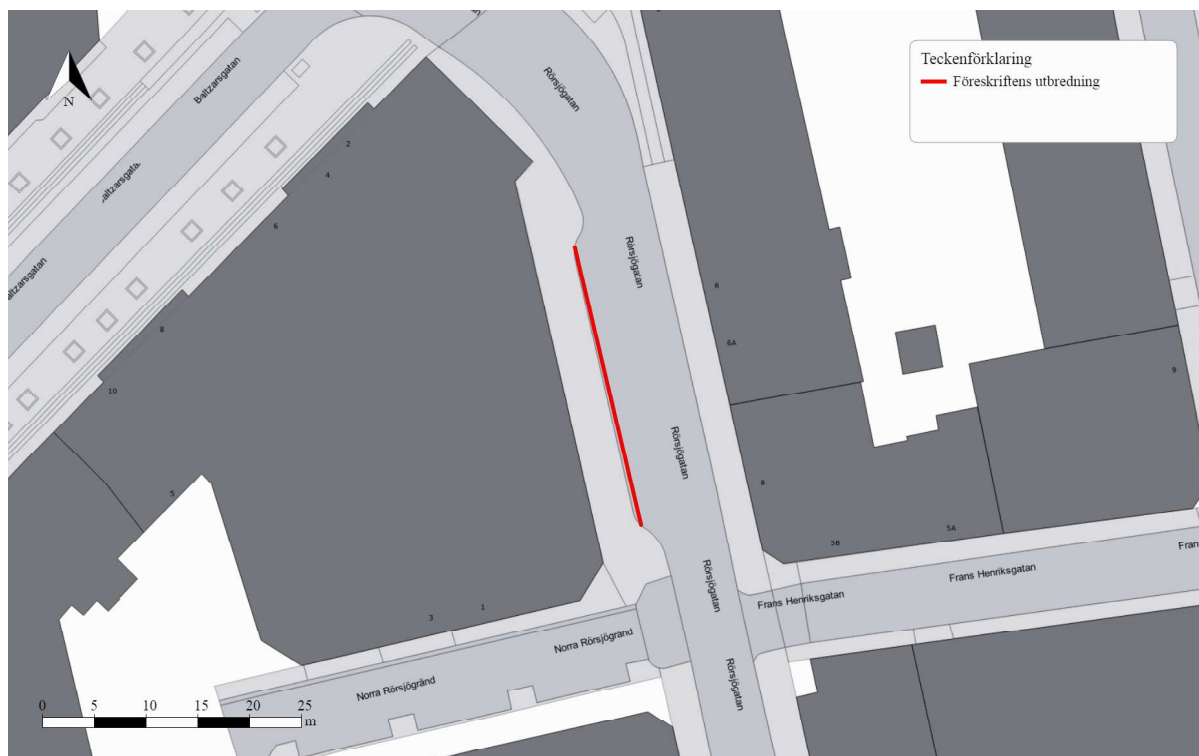 Teckenförklaring
Föreskriftens utbredning
N
Baltzarsgatan
Baltzarsgatan
Rörsjögatan
2
4
6
8
10
5
Rörsjögatan
6
6A
9
Rörsjögatan
8
5A
5B
Frans Henriksgatan
Frans Henriksgatan
Rörsjögatan
3
1
Norra Rörsjögränd
Norra Rörsjögränd
Rörsjögatan
0 5 10 15 20 25
m